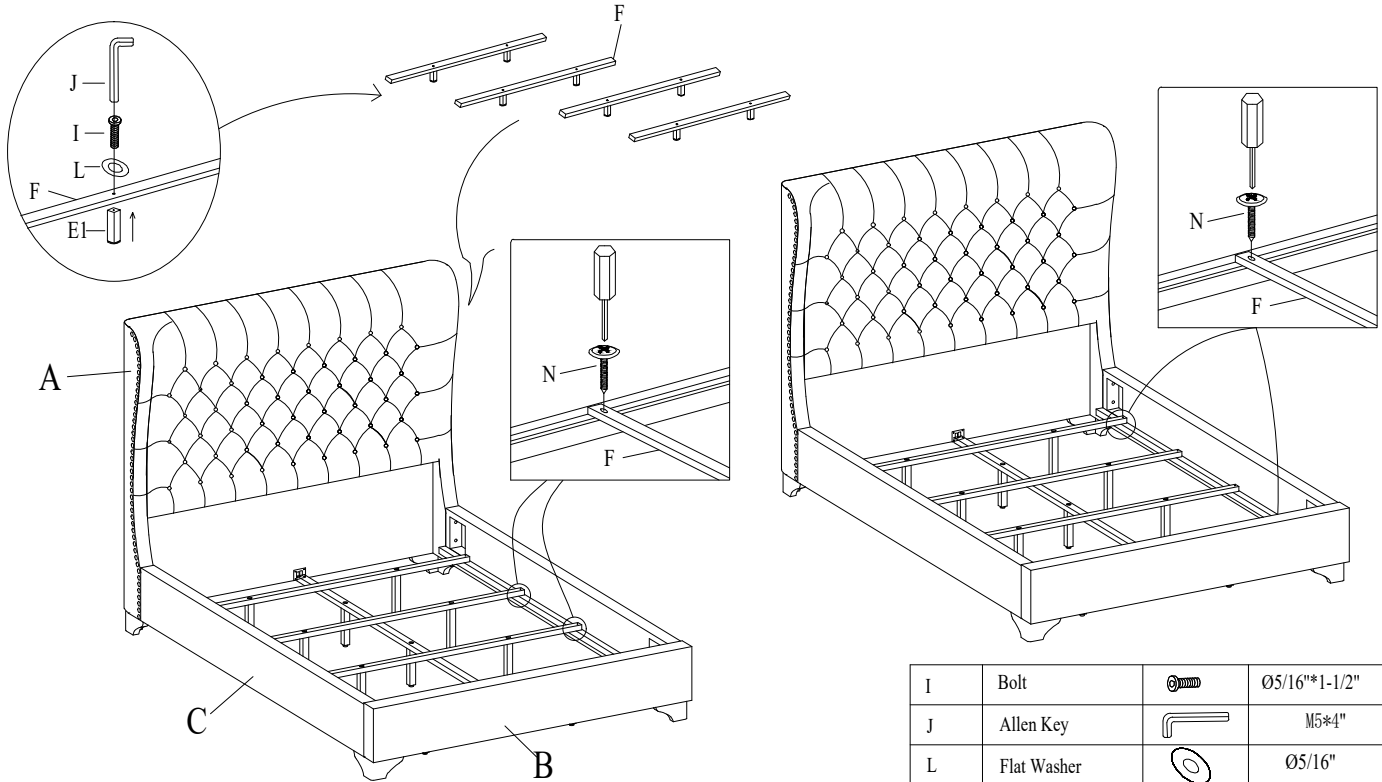 F
J
I
L
F
E1
N
F
N
F
A
C
B
I Bolt Ø5/16"*1-1/2"
J Allen Key M5*4"
L Flat Washer Ø5/16"